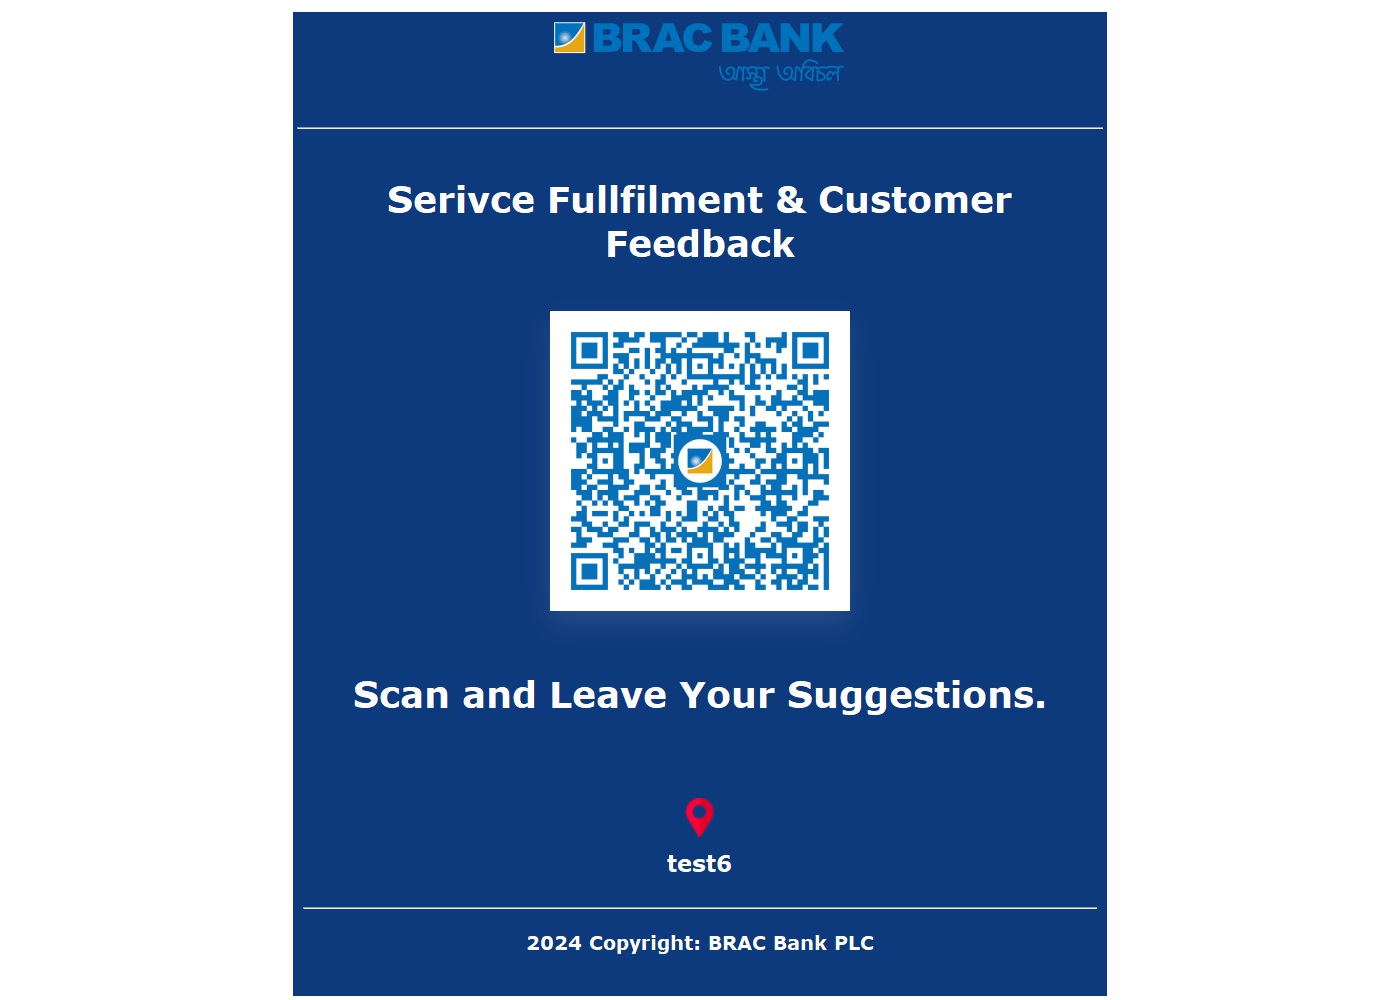 BRAC BANK
আস্থা অবিচল
Serivce Fullfilment & Customer
Feedback
Scan and Leave Your Suggestions.
test6
2024 Copyright: BRAC Bank PLC